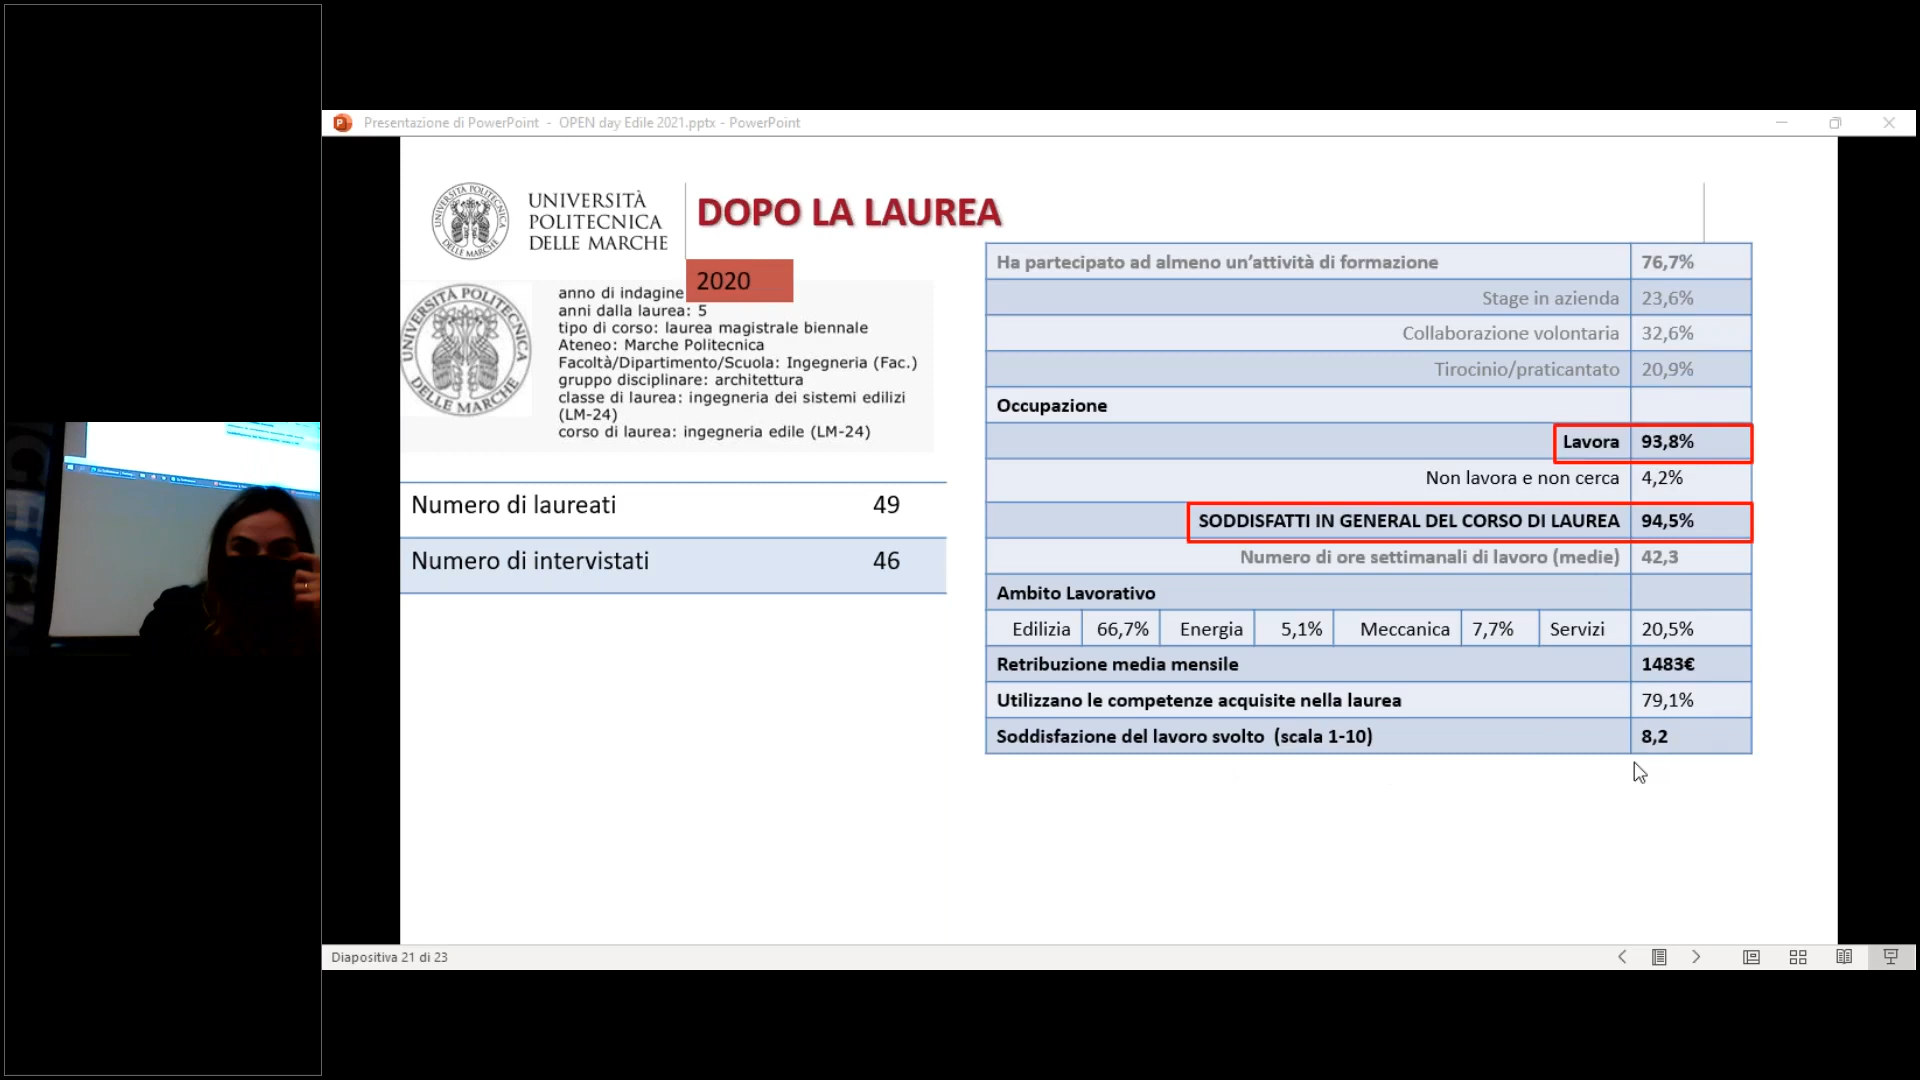 Presentazione di PowerPoint - OPEN day Edile 2021.pptx - PowerPoint
UNIVERSITÀ
POLITECNICA
DELLE MARCHE
DOPO LA LAUREA
UNIVERSITÀ POLITECNICA DELLE MARCHE
2020
anno di indagine
anni dalla laurea: 5
tipo di corso: laurea magistrale biennale
Ateneo: Marche Politecnica
Facoltà/Dipartimento/Scuola: Ingegneria (Fac.)
gruppo disciplinare: architettura
classe di laurea: ingegneria dei sistemi edilizi
(LM-24)
corso di laurea: ingegneria edile (LM-24)
UNIVERSITÀ POLITECNICA DELLE MARCHE
Numero di laureati 49
Numero di intervistati 46
Ha partecipato ad almeno un’attività di formazione 76,7%
Stage in azienda 23,6%
Collaborazione volontaria 32,6%
Tirocinio/praticantato 20,9%
Occupazione
Lavora 93,8%
Non lavora e non cerca 4,2%
SODDISFATTI IN GENERAL DEL CORSO DI LAUREA 94,5%
Numero di ore settimanali di lavoro (medie) 42,3
Ambito Lavorativo
Edilizia 66,7% Energia 5,1% Meccanica 7,7% Servizi 20,5%
Retribuzione media mensile 1483€
Utilizzano le competenze acquisite nella laurea 79,1%
Soddisfazione del lavoro svolto (scala 1-10) 8,2
Diapositiva 21 di 23